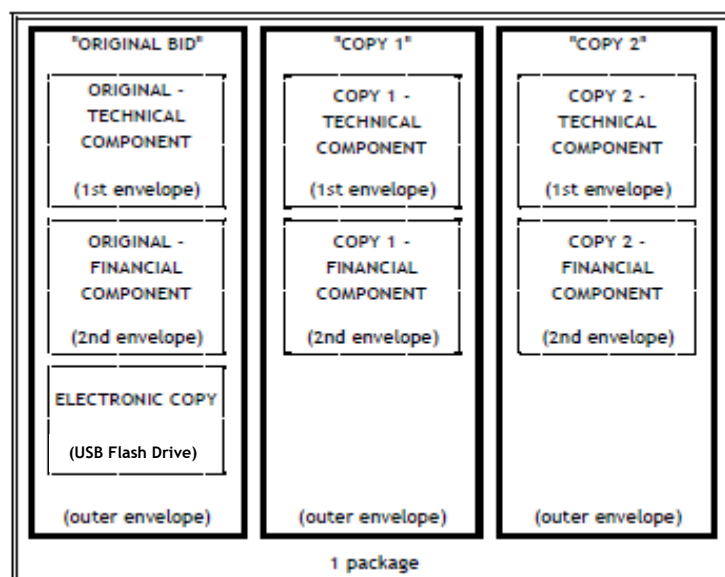 "ORIGINAL BID"
ORIGINAL -
TECHNICAL
COMPONENT
(1st envelope)
ORIGINAL -
FINANCIAL
COMPONENT
(2nd envelope)
ELECTRONIC COPY
(USB Flash Drive)
(outer envelope)
"COPY 1"
COPY 1 -
TECHNICAL
COMPONENT
(1st envelope)
COPY 1 -
FINANCIAL
COMPONENT
(2nd envelope)
(outer envelope)
"COPY 2"
COPY 2 -
TECHNICAL
COMPONENT
(1st envelope)
COPY 2 -
FINANCIAL
COMPONENT
(2nd envelope)
(outer envelope)
1 package